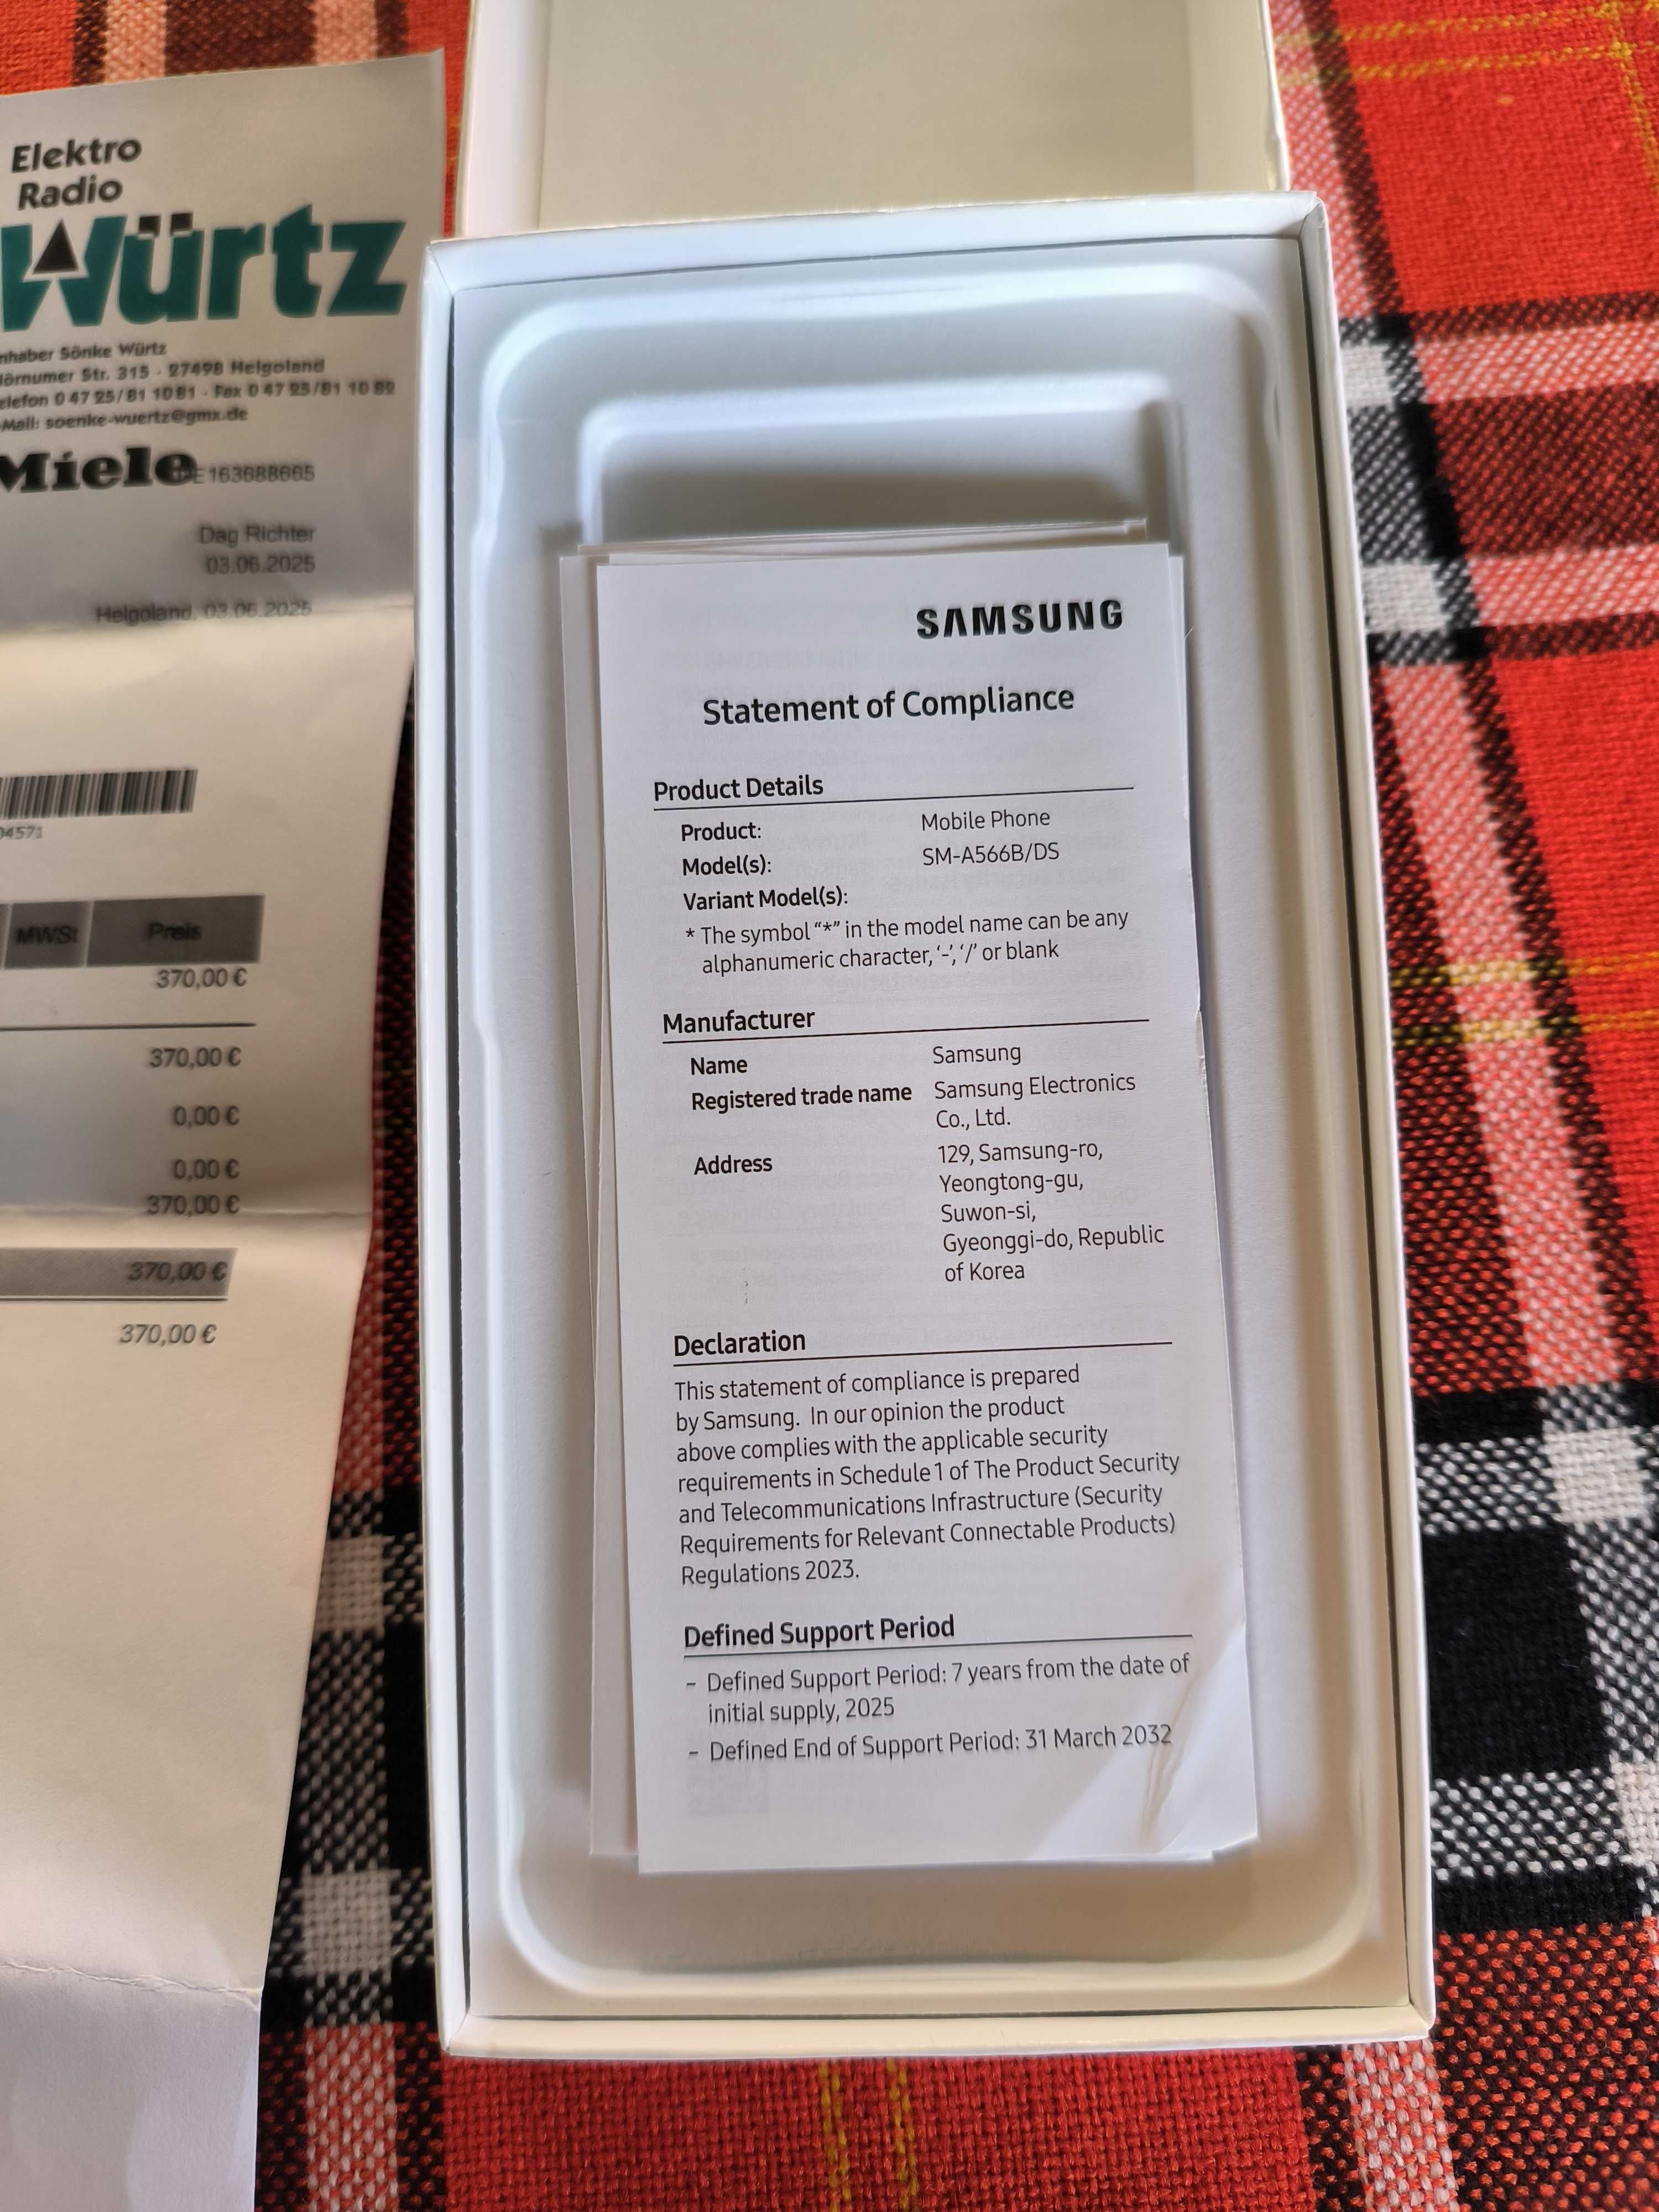 Elektro
Radio
Würtz
nhaber Sönke Würtz
örnumer Str. 315 · 27498 Helgoland
elefon 0 47 25/81 10 81 · Fax 0 47 25/81 10 82
-Mail: soenke-wuertz@gmx.de
Miele
E163688665
Dag Richter
03.06.2025
Helgoland, 03.06.2025
04571
MWSt Preis
370,00 €
370,00 €
0,00 €
0,00 €
370,00 €
370,00 €
370,00 €
SAMSUNG
Statement of Compliance
Product Details
Product: Mobile Phone
Model(s): SM-A566B/DS
Variant Model(s):
* The symbol “*” in the model name can be any
alphanumeric character, ‘-’, ‘/’ or blank
Manufacturer
Name Samsung
Registered trade name Samsung Electronics
Co., Ltd.
Address 129, Samsung-ro,
Yeongtong-gu,
Suwon-si,
Gyeonggi-do, Republic
of Korea
Declaration
This statement of compliance is prepared
by Samsung. In our opinion the product
above complies with the applicable security
requirements in Schedule 1 of The Product Security
and Telecommunications Infrastructure (Security
Requirements for Relevant Connectable Products)
Regulations 2023.
Defined Support Period
– Defined Support Period: 7 years from the date of
initial supply, 2025
– Defined End of Support Period: 31 March 2032